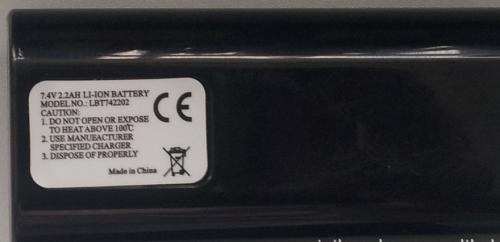 7.4V 2.2AH LI-ION BATTERY
MODEL NO.: LBT742202
CAUTION:
1. DO NOT OPEN OR EXPOSE
TO HEAT ABOVE 100℃
2. USE MANUEACTURER
SPECIFIED CHARGER
3. DISPOSE OF PROPERLY
CE
Made in China